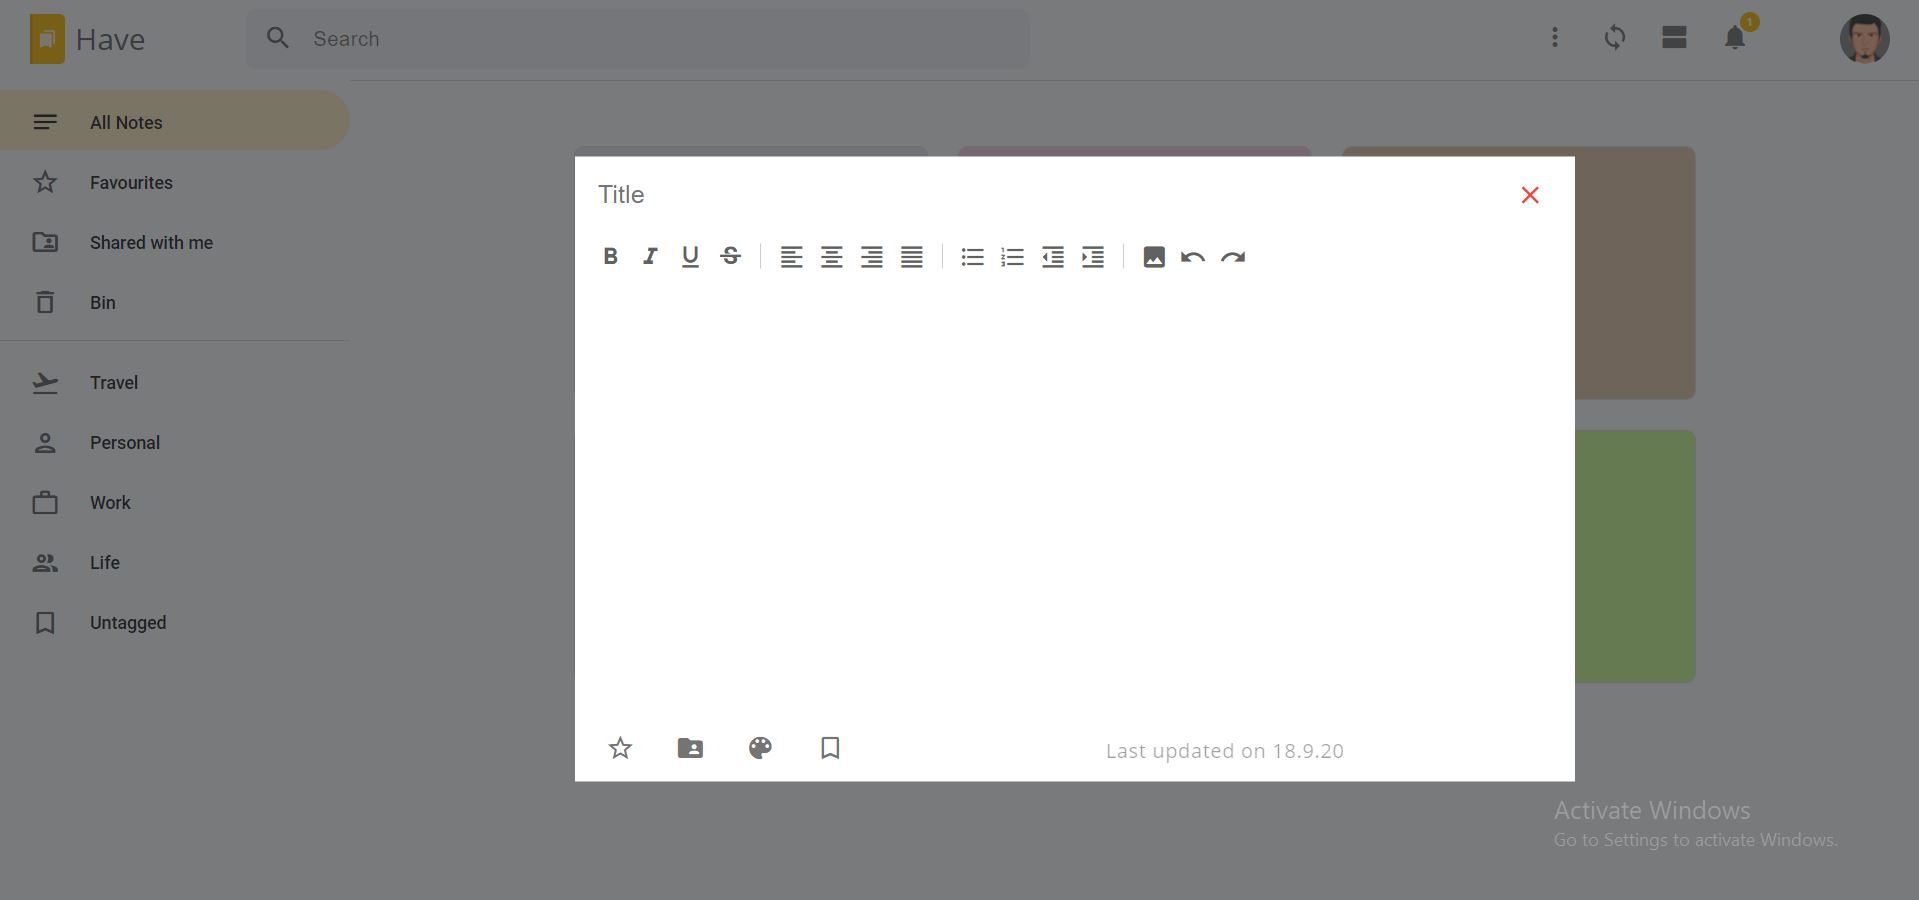 Have
Search
1
All Notes
Favourites
Shared with me
Bin
Travel
Personal
Work
Life
Untagged
Title
B I U S
Last updated on 18.9.20
Activate Windows
Go to Settings to activate Windows.